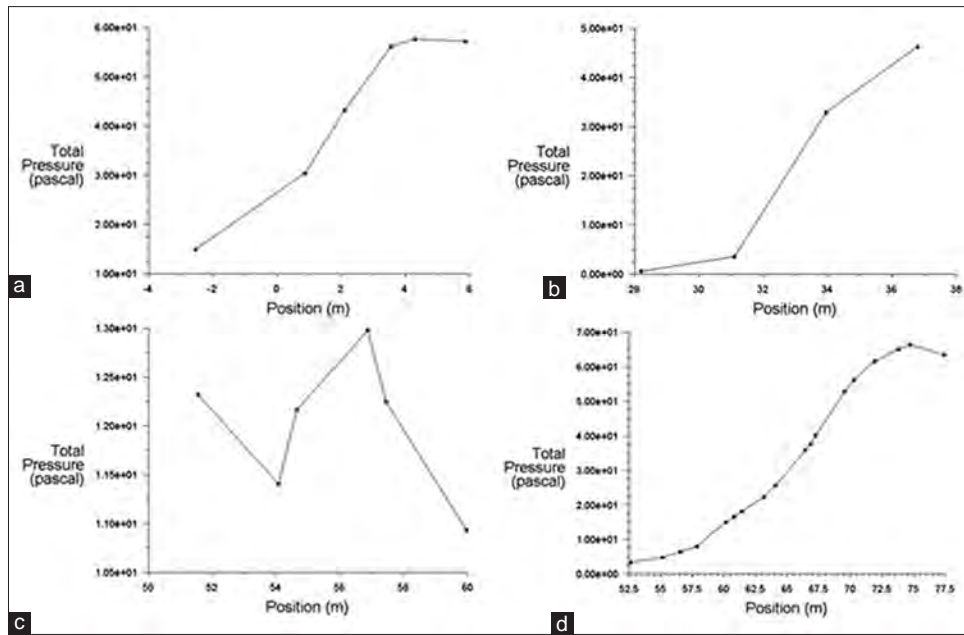 6.00e+01
5.00e+01
4.00e+01
3.00e+01
2.00e+01
1.00e+01
Total
Pressure
(pascal)
-4 -2 0 2 4 6
Position (m)
a
5.00e+01
4.00e+01
3.00e+01
2.00e+01
1.00e+01
0.00e+00
Total
Pressure
(pascal)
28 30 32 34 36 38
Position (m)
b
1.30e+01
1.25e+01
1.20e+01
1.15e+01
1.10e+01
1.05e+01
Total
Pressure
(pascal)
50 52 54 56 58 60
Position (m)
c
7.00e+01
6.00e+01
5.00e+01
4.00e+01
3.00e+01
2.00e+01
1.00e+01
0.00e+00
Total
Pressure
(pascal)
52.5 55 57.5 60 62.5 65 67.5 70 72.5 75 77.5
Position (m)
d